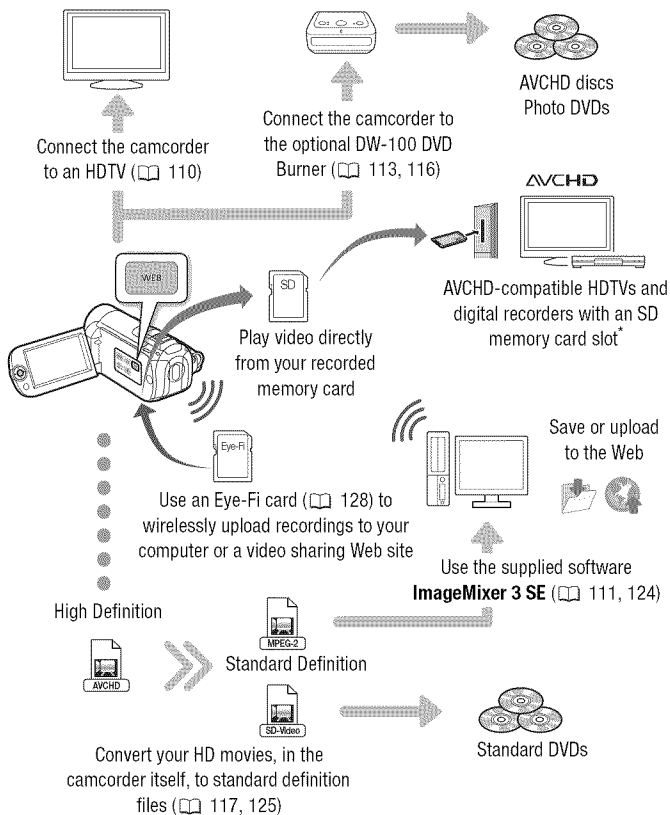 AVCHD discs
Photo DVDs
Connect the camcorder
to an HDTV ( 110)
Connect the camcorder to
the optional DW-100 DVD
Burner ( 113, 116)
AVCHD
WEB
SD
Play video directly
from your recorded
memory card
AVCHD-compatible HDTVs and
digital recorders with an SD
memory card slot*
Eye-Fi
Use an Eye-Fi card ( 128) to
wirelessly upload recordings to your
computer or a video sharing Web site
Save or upload
to the Web
Use the supplied software
ImageMixer 3 SE ( 111, 124)
High Definition
AVCHD
MPEG-2
Standard Definition
SD-Video
Standard DVDs
Convert your HD movies, in the
camcorder itself, to standard definition
files ( 117, 125)